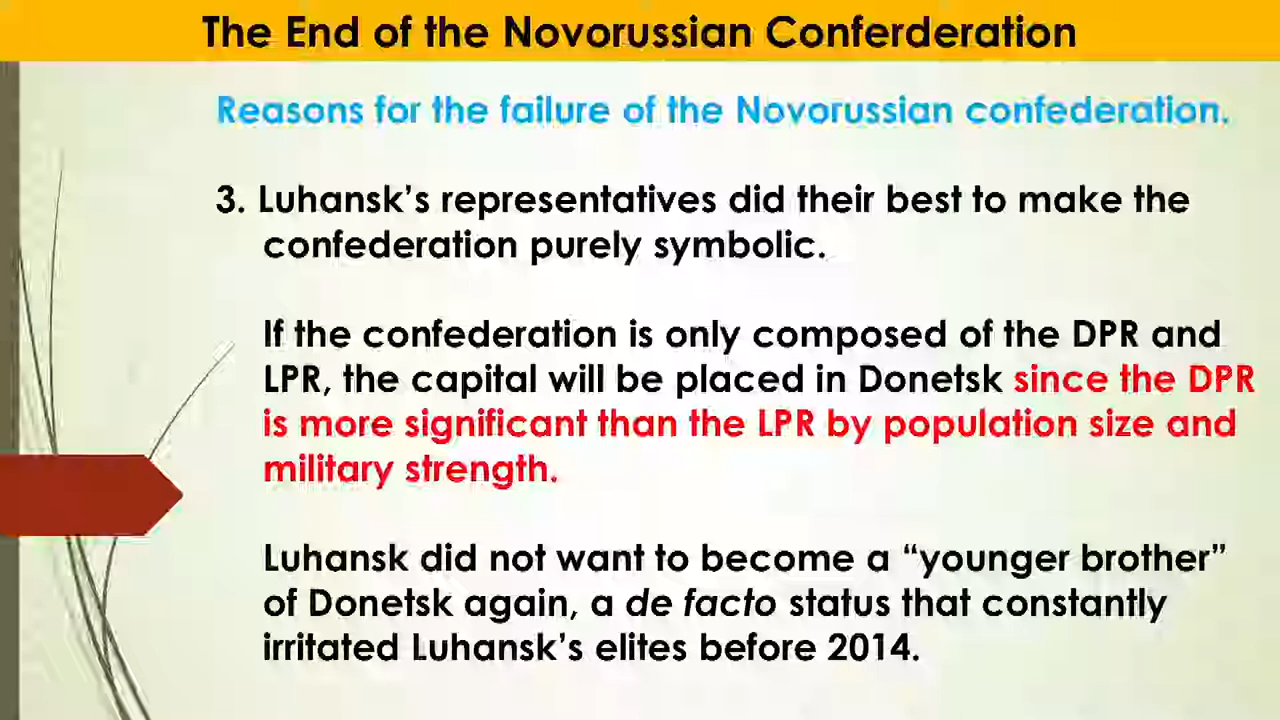 The End of the Novorussian Conferderation
Reasons for the failure of the Novorussian confederation.
3. Luhansk’s representatives did their best to make the
confederation purely symbolic.
If the confederation is only composed of the DPR and
LPR, the capital will be placed in Donetsk since the DPR
is more significant than the LPR by population size and
military strength.
Luhansk did not want to become a “younger brother”
of Donetsk again, a de facto status that constantly
irritated Luhansk’s elites before 2014.